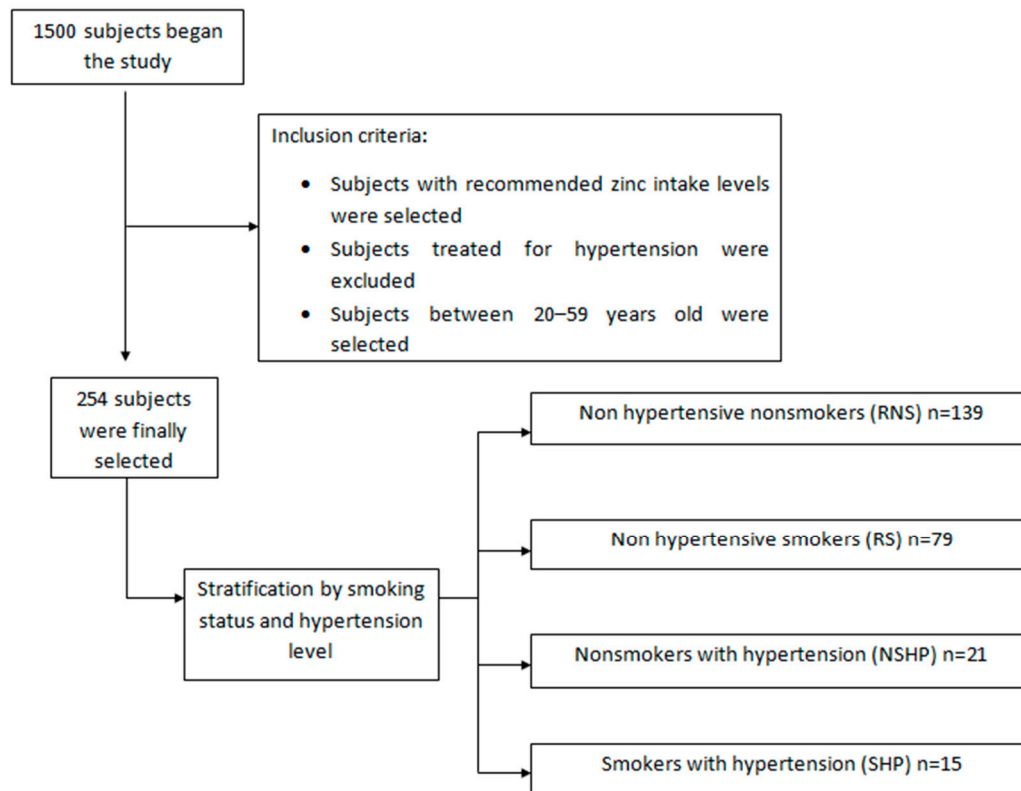 1500 subjects began
the study
Inclusion criteria:
• Subjects with recommended zinc intake levels
were selected
• Subjects treated for hypertension were
excluded
• Subjects between 20–59 years old were
selected
254 subjects
were finally
selected
Stratification by smoking
status and hypertension
level
Non hypertensive nonsmokers (RNS) n=139
Non hypertensive smokers (RS) n=79
Nonsmokers with hypertension (NSHP) n=21
Smokers with hypertension (SHP) n=15